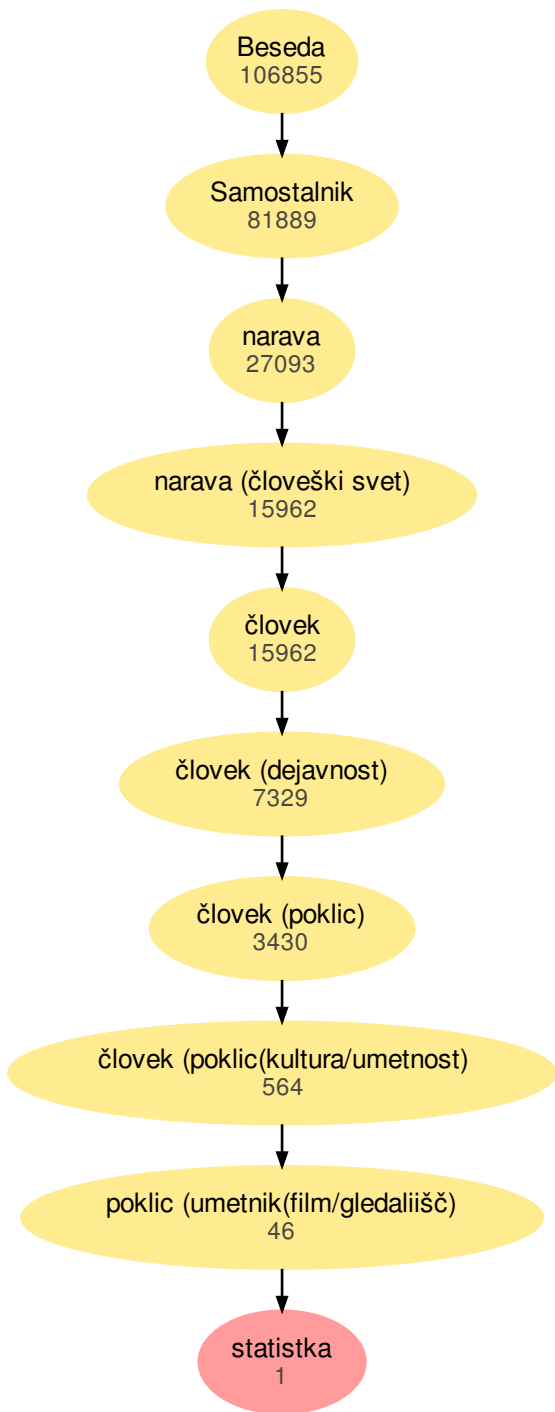 Beseda
106855
Samostalnik
81889
narava
27093
narava (človeški svet)
15962
človek
15962
človek (dejavnost)
7329
človek (poklic)
3430
človek (poklic(kultura/umetnost)
564
poklic (umetnik(film/gledaliišč)
46
statistka
1